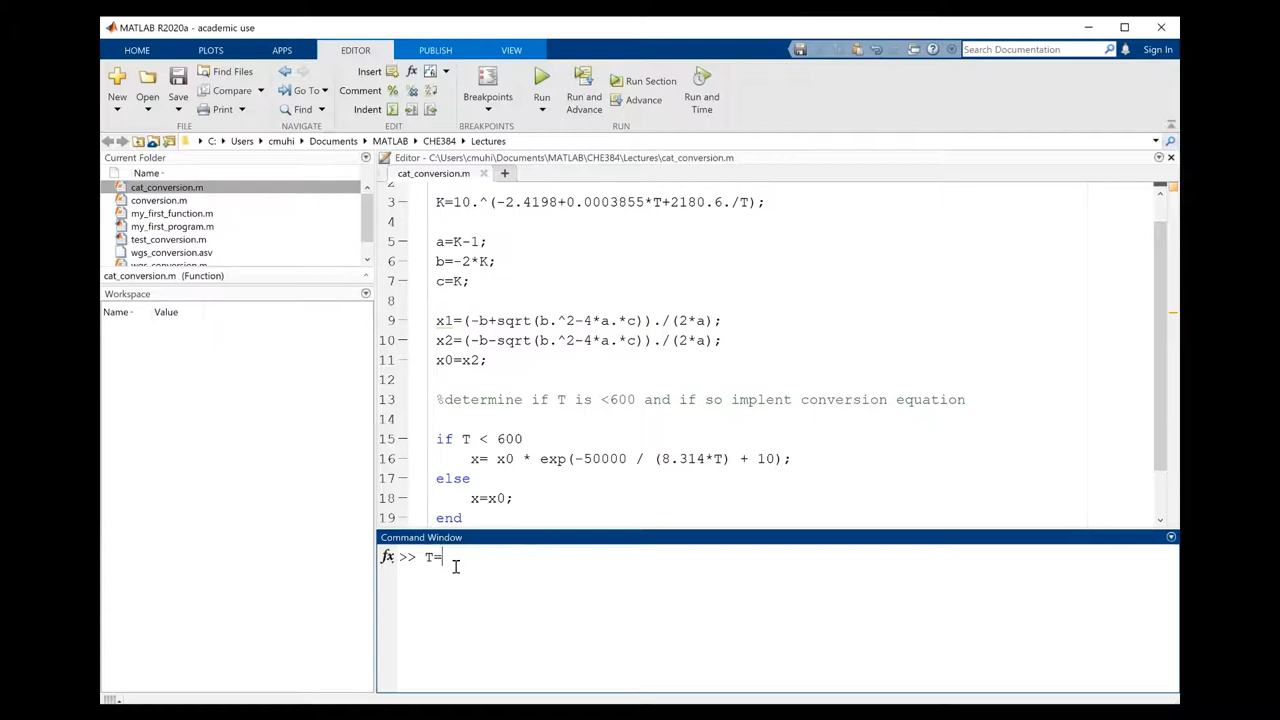 MATLAB R2020a - academic use
HOME PLOTS APPS EDITOR PUBLISH VIEW
Search Documentation
Sign In
New
Open
Save
Find Files
Compare
Print
FILE
Go To
Find
NAVIGATE
Insert
Comment
Indent
EDIT
Breakpoints
BREAKPOINTS
Run
Run and
Advance
Run Section
Advance
Run and
Time
RUN
C: Users cmuhi Documents MATLAB CHE384 Lectures
Current Folder
Name
cat_conversion.m
conversion.m
my_first_function.m
my_first_program.m
test_conversion.m
wgs_conversion.asv
wgs_conversion.m
cat_conversion.m (Function)
Workspace
Name Value
Editor - C:\Users\cmuhi\Documents\MATLAB\CHE384\Lectures\cat_conversion.m
cat_conversion.m
2
3 K=10.^(-2.4198+0.0003855*T+2180.6./T);
4
5 a=K-1;
6 b=-2*K;
7 c=K;
8
9 x1=(-b+sqrt(b.^2-4*a.*c))./(2*a);
10 x2=(-b-sqrt(b.^2-4*a.*c))./(2*a);
11 x0=x2;
12
13 %determine if T is <600 and if so implent conversion equation
14
15 if T < 600
16 x= x0 * exp(-50000 / (8.314*T) + 10);
17 else
18 x=x0;
19 end
Command Window
fx >> T=